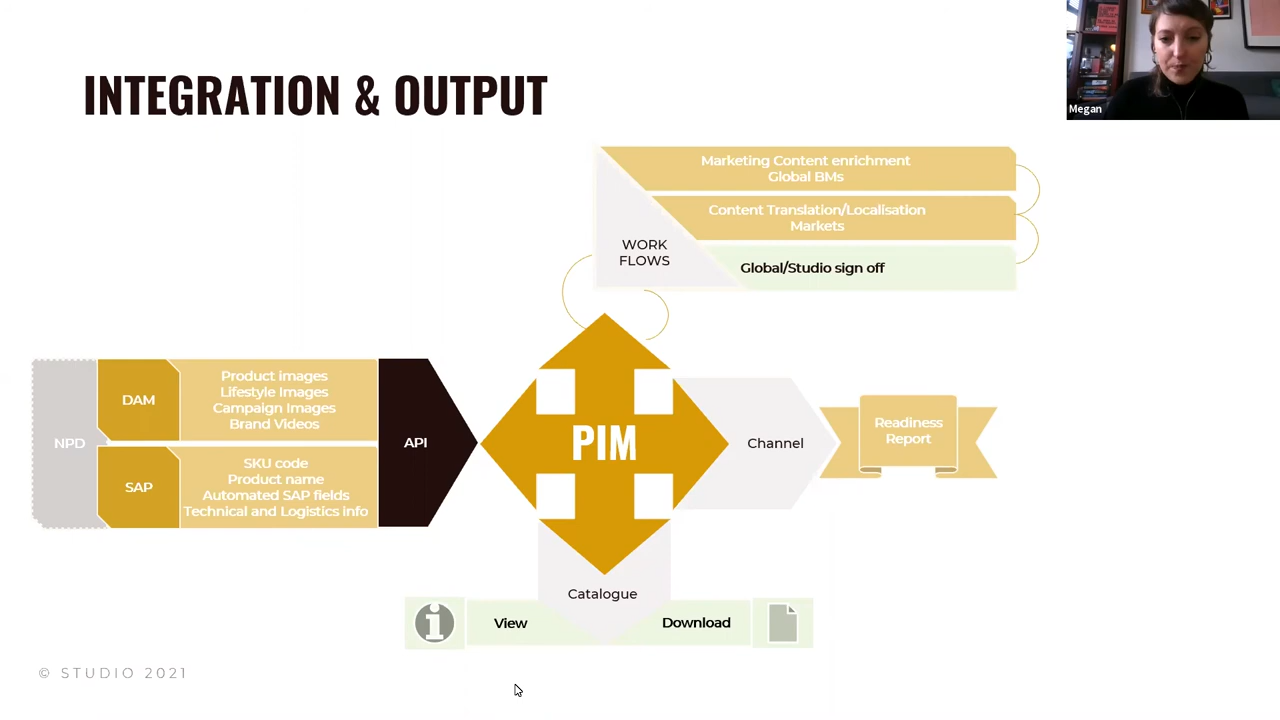 INTEGRATION & OUTPUT
Megan
Marketing Content enrichment
Global BMs
Content Translation/Localisation
Markets
WORK
FLOWS
Global/Studio sign off
NPD
DAM
Product images
Lifestyle Images
Campaign Images
Brand Videos
SAP
SKU code
Product name
Automated SAP fields
Technical and Logistics info
API
PIM
Channel
Readiness
Report
Catalogue
View
Download
© STUDIO 2021